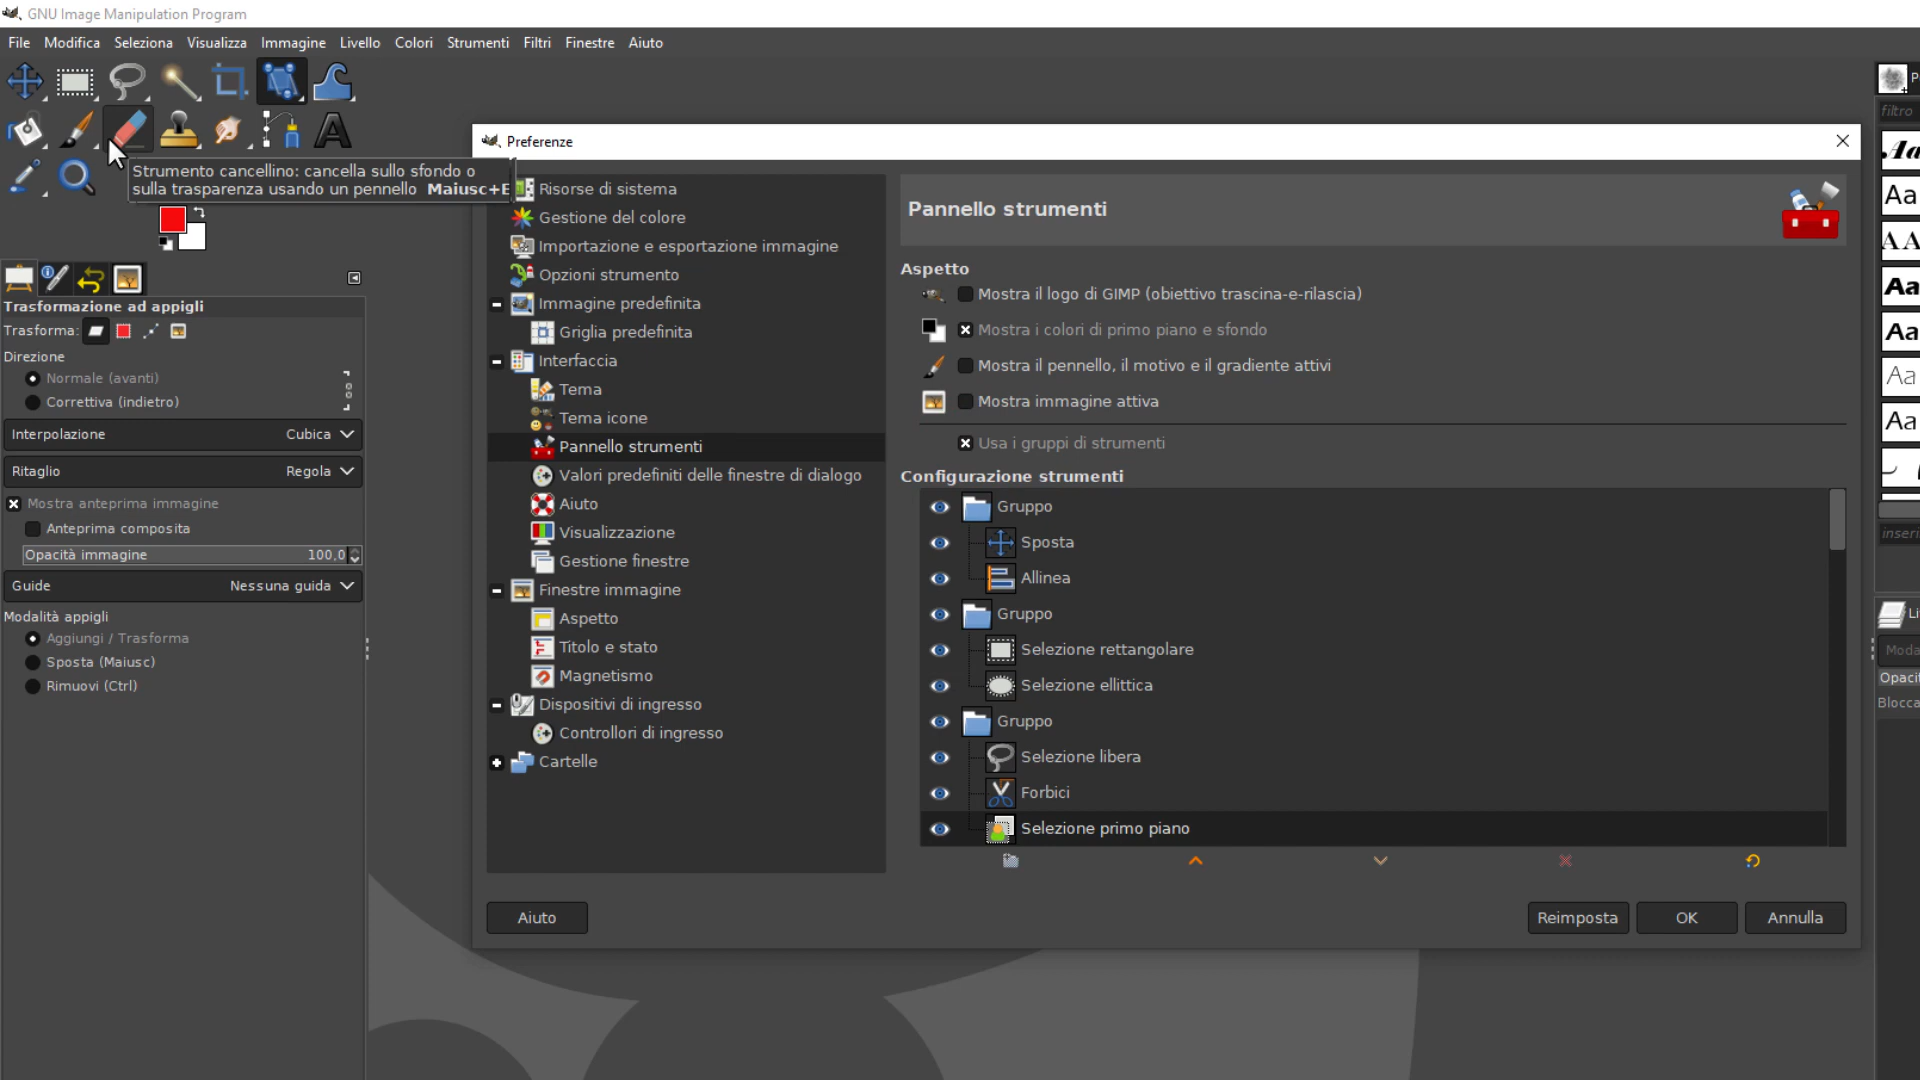 GNU Image Manipulation Program
File Modifica Seleziona Visualizza Immagine Livello Colori Strumenti Filtri Finestre Aiuto
Strumento cancellino: cancella sullo sfondo o
sulla trasparenza usando un pennello Maiusc+E
Trasformazione ad appigli
Trasforma:
Direzione
Normale (avanti)
Correttiva (indietro)
Interpolazione Cubica
Ritaglio Regola
Mostra anteprima immagine
Anteprima composita
Opacità immagine 100,0
Guide Nessuna guida
Modalità appigli
Aggiungi / Trasforma
Sposta (Maiusc)
Rimuovi (Ctrl)
Preferenze
Risorse di sistema
Gestione del colore
Importazione e esportazione immagine
Opzioni strumento
Immagine predefinita
Griglia predefinita
Interfaccia
Tema
Tema icone
Pannello strumenti
Valori predefiniti delle finestre di dialogo
Aiuto
Visualizzazione
Gestione finestre
Finestre immagine
Aspetto
Titolo e stato
Magnetismo
Dispositivi di ingresso
Controllori di ingresso
Cartelle
Pannello strumenti
Aspetto
Mostra il logo di GIMP (obiettivo trascina-e-rilascia)
Mostra i colori di primo piano e sfondo
Mostra il pennello, il motivo e il gradiente attivi
Mostra immagine attiva
Usa i gruppi di strumenti
Configurazione strumenti
Gruppo
Sposta
Allinea
Gruppo
Selezione rettangolare
Selezione ellittica
Gruppo
Selezione libera
Forbici
Selezione primo piano
Aiuto Reimposta OK Annulla
P
filtro
Aa
Aa
A A
Aa
Aa
Aa
Aa
inseri
Li
Moda
Opacit
Blocca